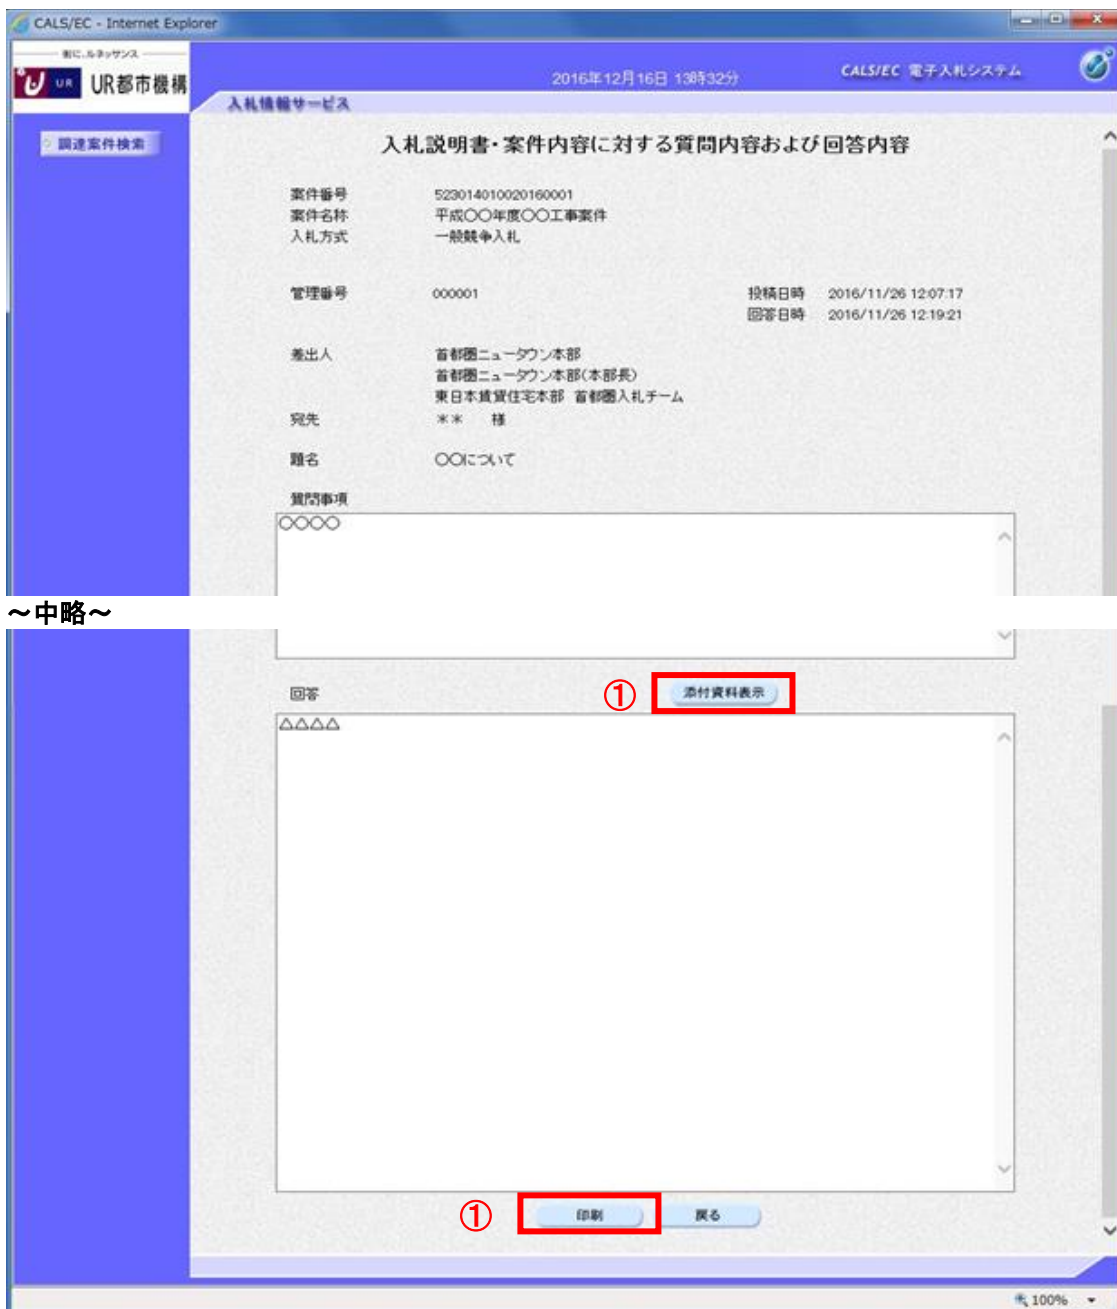 CALS/EC - Internet Explorer
街に、ルネッサンス
UR UR都市機構
2016年12月16日 13時32分
CALS/EC 電子入札システム
入札情報サービス
調達案件検索
入札説明書・案件内容に対する質問内容および回答内容
案件番号 523014010020160001
案件名称 平成〇〇年度〇〇工事案件
入札方式 一般競争入札
管理番号 000001 投稿日時 2016/11/26 12:07:17
回答日時 2016/11/26 12:19:21
差出人 首都圏ニュータウン本部
首都圏ニュータウン本部(本部長)
東日本賃貸住宅本部 首都圏入札チーム
宛先 ** 様
題名 〇〇について
質問事項
〇〇〇〇
～中略～
回答 ① 添付資料表示
△△△△
① 印刷 戻る
100%